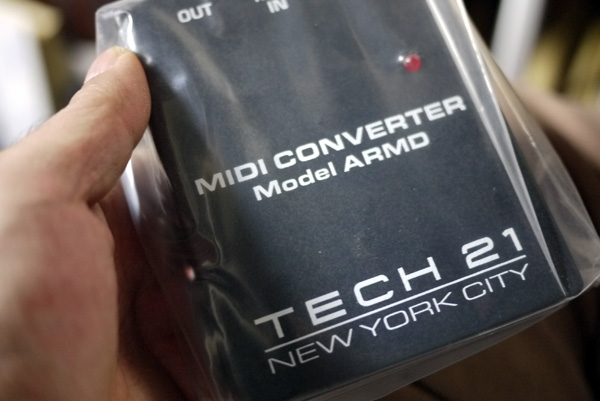 OUT
IN
MIDI CONVERTER
Model ARMD
TECH 21
NEW YORK CITY